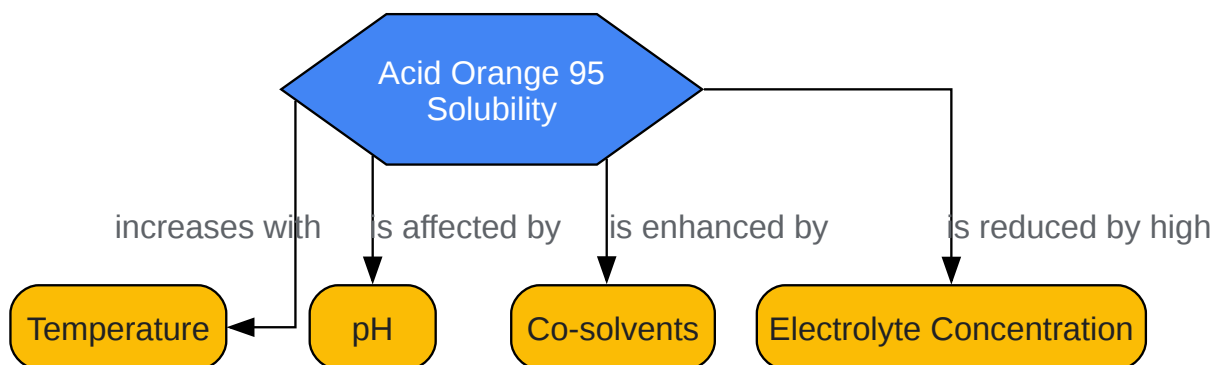 Acid Orange 95
Solubility
increases with
is affected by
is enhanced by
is reduced by high
Temperature
pH
Co-solvents
Electrolyte Concentration